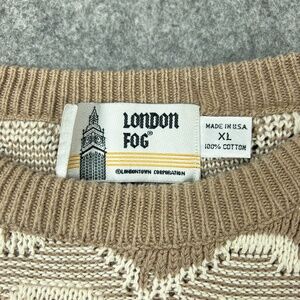 LONDON
FOG®
©LONDONTOWN CORPORATION
MADE IN U.S.A.
XL
100% COTTON